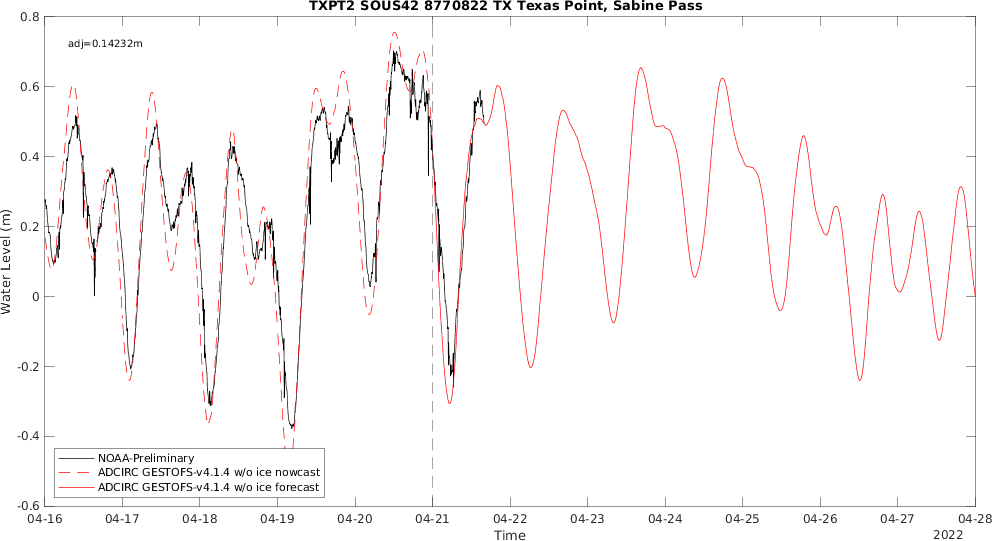 TXPT2 SOUS42 8770822 TX Texas Point, Sabine Pass
adj=0.14232m
0.8
0.6
0.4
0.2
0
-0.2
-0.4
-0.6
Water Level (m)
NOAA-Preliminary
ADCIRC GESTOFS-v4.1.4 w/o ice nowcast
ADCIRC GESTOFS-v4.1.4 w/o ice forecast
04-16 04-17 04-18 04-19 04-20 04-21 04-22 04-23 04-24 04-25 04-26 04-27 04-28
Time
2022